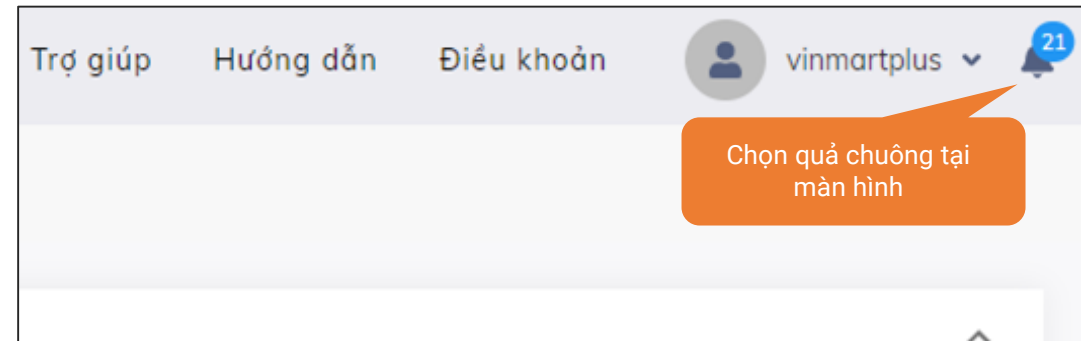 Trợ giúp Hướng dẫn Điều khoản vinmartplus 21
Chọn quả chuông tại
màn hình